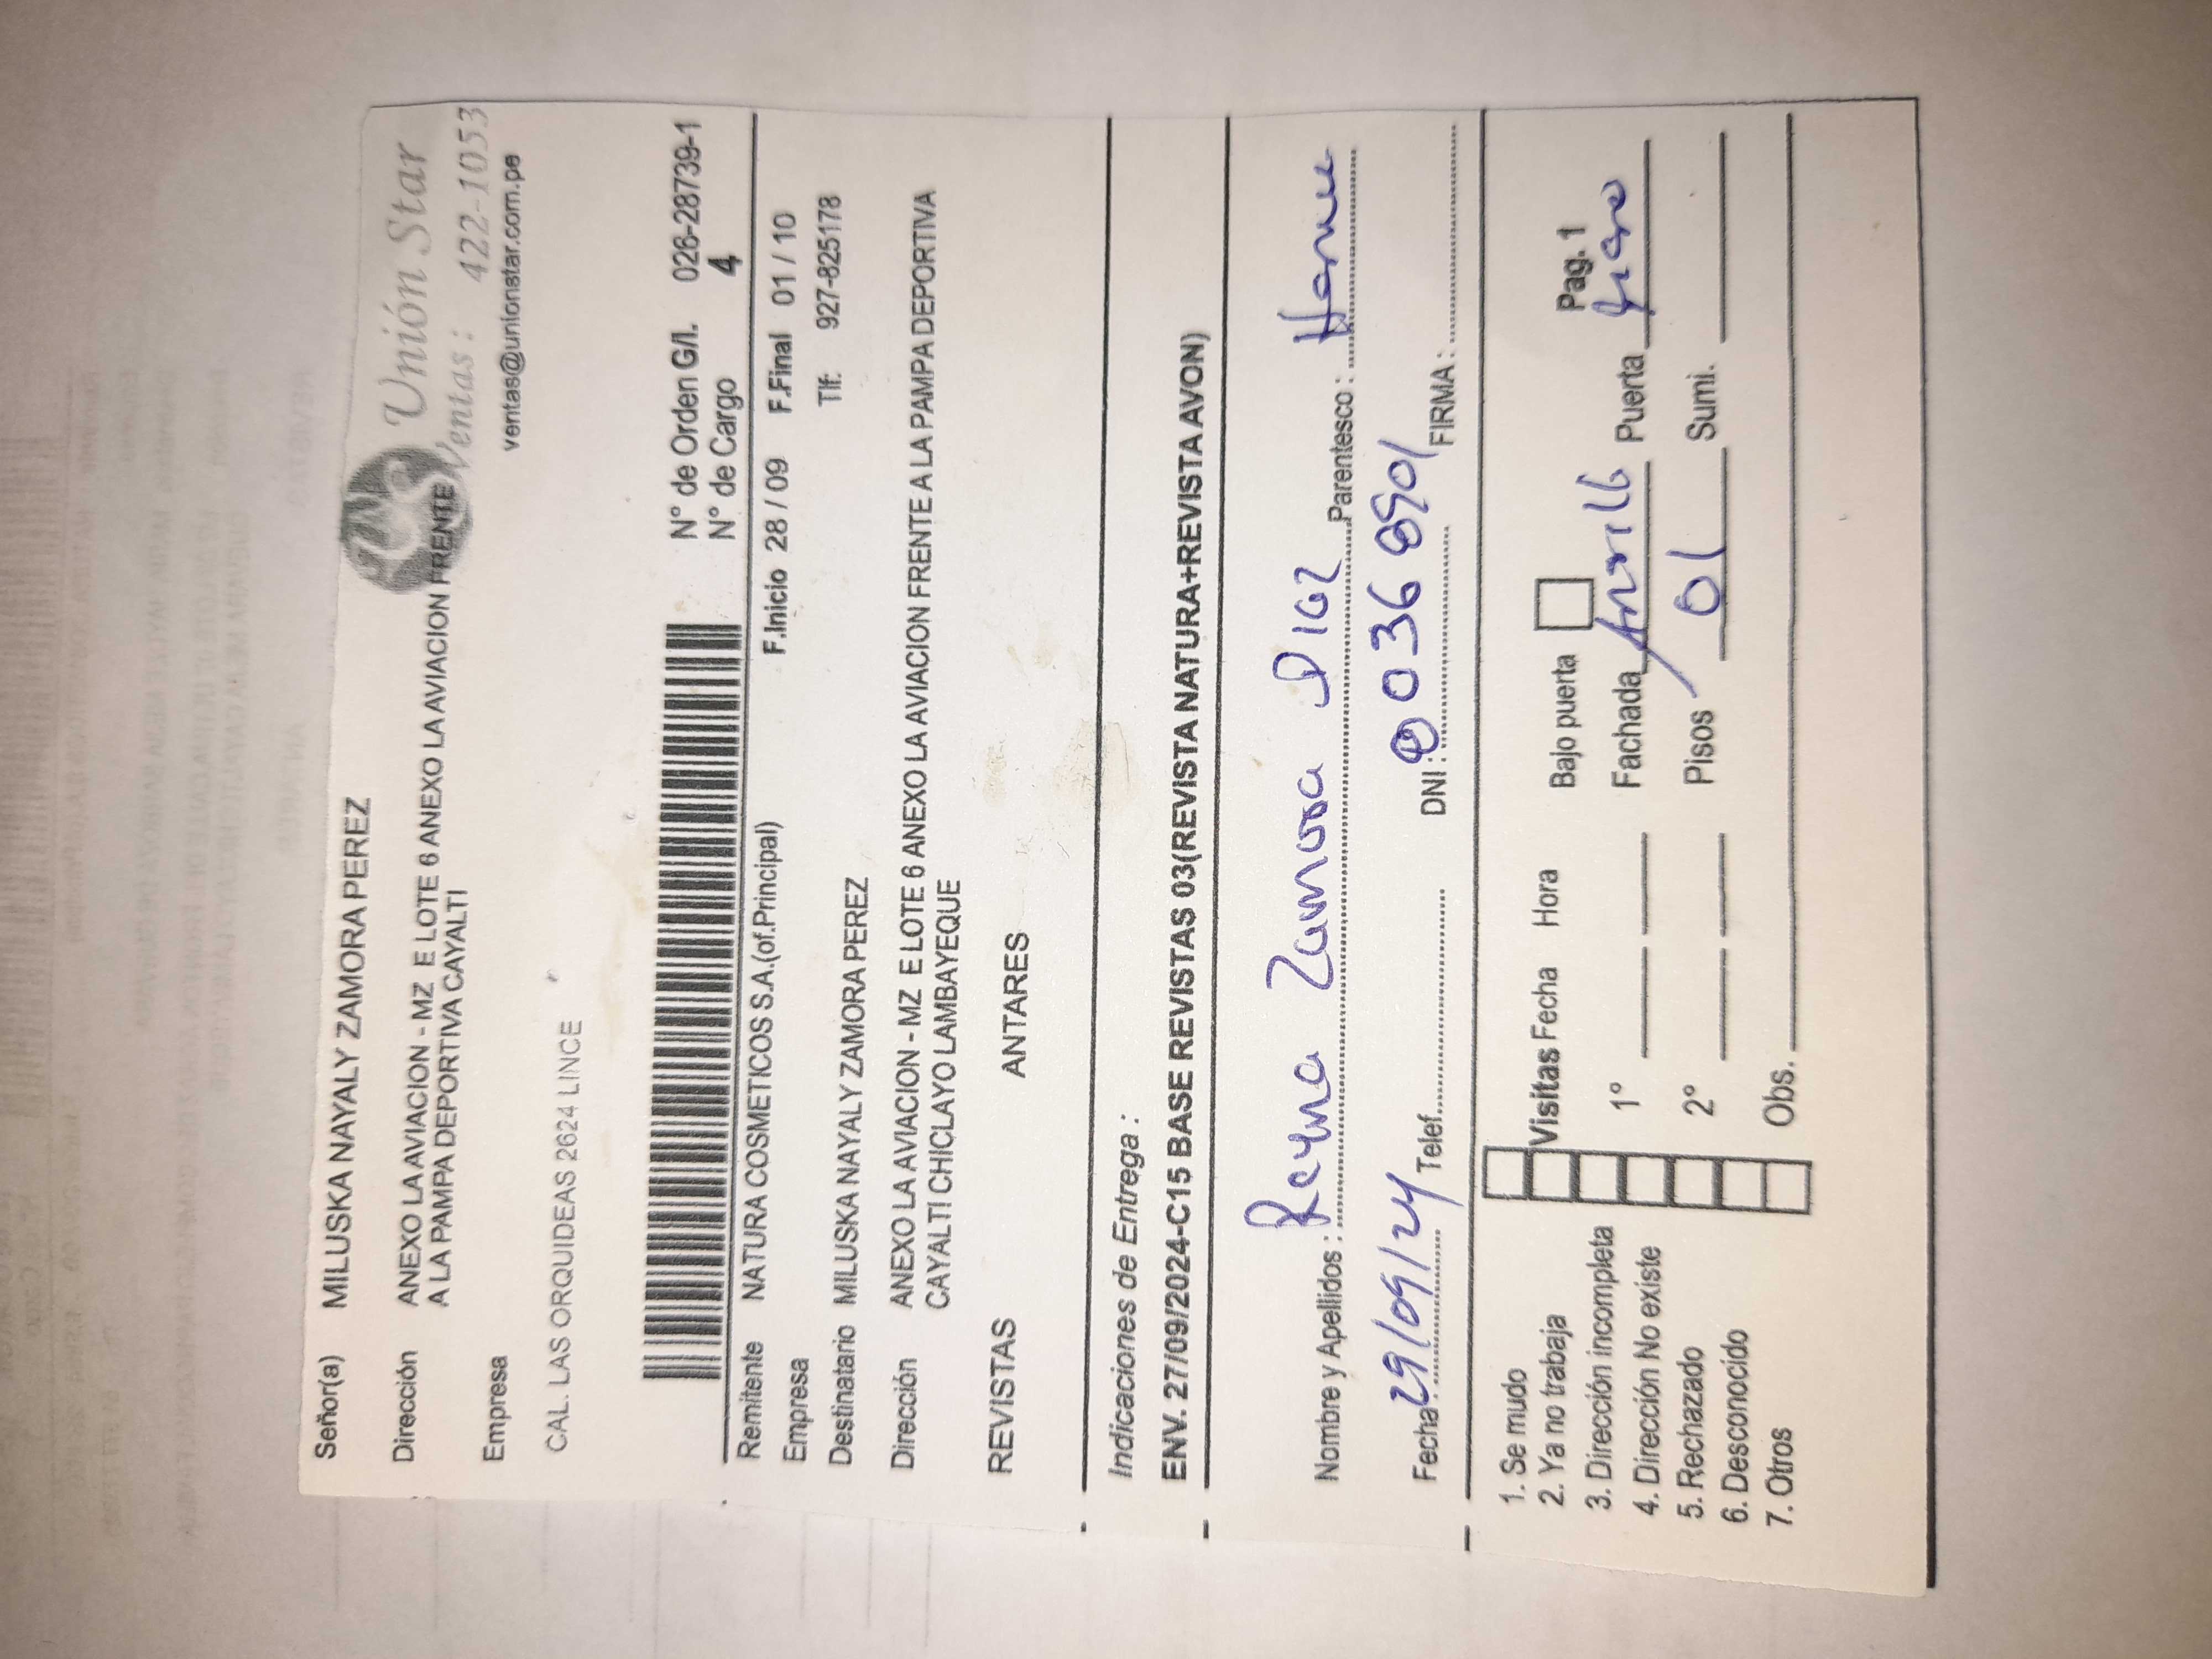 Señor(a) MILUSKA NAYALY ZAMORA PEREZ
Unión Star
Ventas : 422-1053
ventas@unionstar.com.pe
Dirección ANEXO LA AVIACION - MZ E LOTE 6 ANEXO LA AVIACION FRENTE
A LA PAMPA DEPORTIVA CAYALTI
Empresa
CAL. LAS ORQUIDEAS 2624 LINCE
N° de Orden G/l. 026-28739-1
N° de Cargo 4
Remitente NATURA COSMETICOS S.A.(of.Principal) F.Inicio 28 / 09 F.Final 01 / 10
Empresa Tlf: 927-825178
Destinatario MILUSKA NAYALY ZAMORA PEREZ
Dirección ANEXO LA AVIACION - MZ E LOTE 6 ANEXO LA AVIACION FRENTE A LA PAMPA DEPORTIVA
CAYALTI CHICLAYO LAMBAYEQUE
REVISTAS ANTARES
Indicaciones de Entrega :
ENV. 27/09/2024-C15 BASE REVISTAS 03(REVISTA NATURA+REVISTA AVON)
Nombre y Apellidos : Reyna Zamora Diaz Parentesco :
Fecha : 29/09/24 Telef. DNI : FIRMA :
1. Se mudo
2. Ya no trabaja Visitas Fecha Hora Bajo puerta Pag. 1
3. Dirección incompleta 1° Fachada Puerta
4. Dirección No existe
5. Rechazado 2° Pisos 01 Sumi.
6. Desconocido
7. Otros Obs.